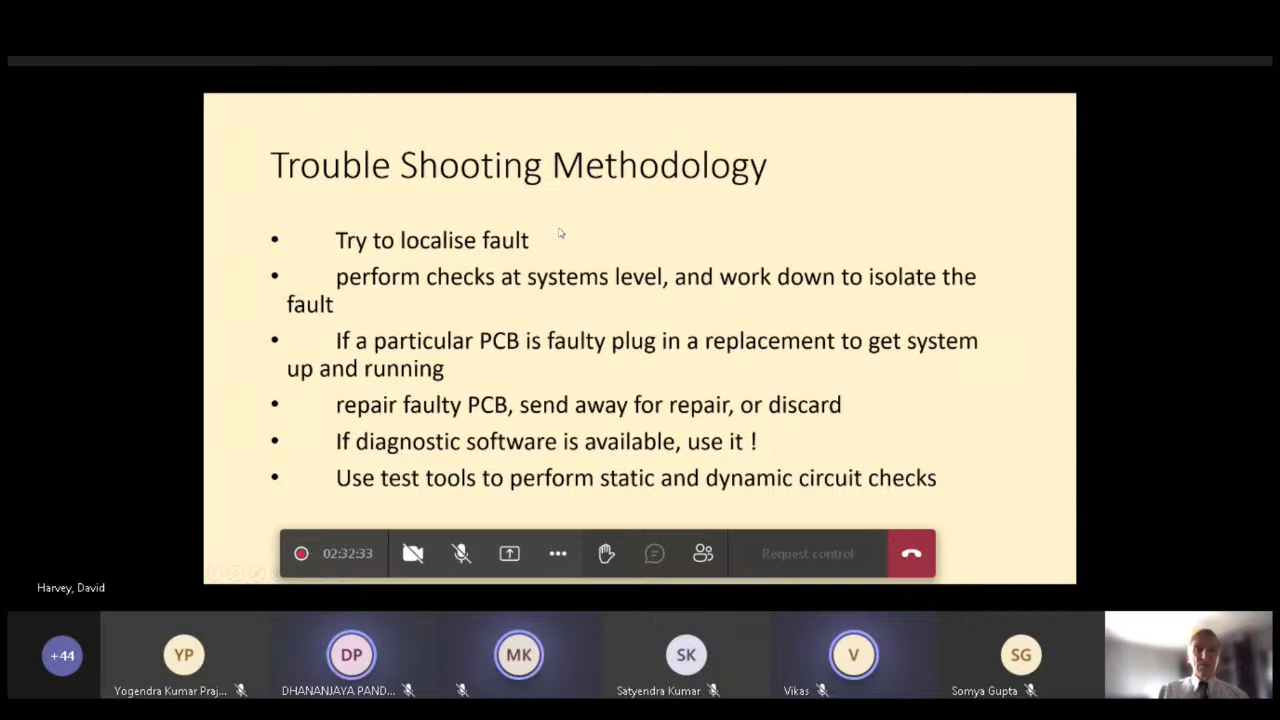 Trouble Shooting Methodology
• Try to localise fault
• perform checks at systems level, and work down to isolate the
fault
• If a particular PCB is faulty plug in a replacement to get system
up and running
• repair faulty PCB, send away for repair, or discard
• If diagnostic software is available, use it !
• Use test tools to perform static and dynamic circuit checks
02:32:33 Request control
Harvey, David
+44 YP DP MK SK V SG
Yogendra Kumar Praj... DHANANJAYA PAND... Satyendra Kumar Vikas Somya Gupta